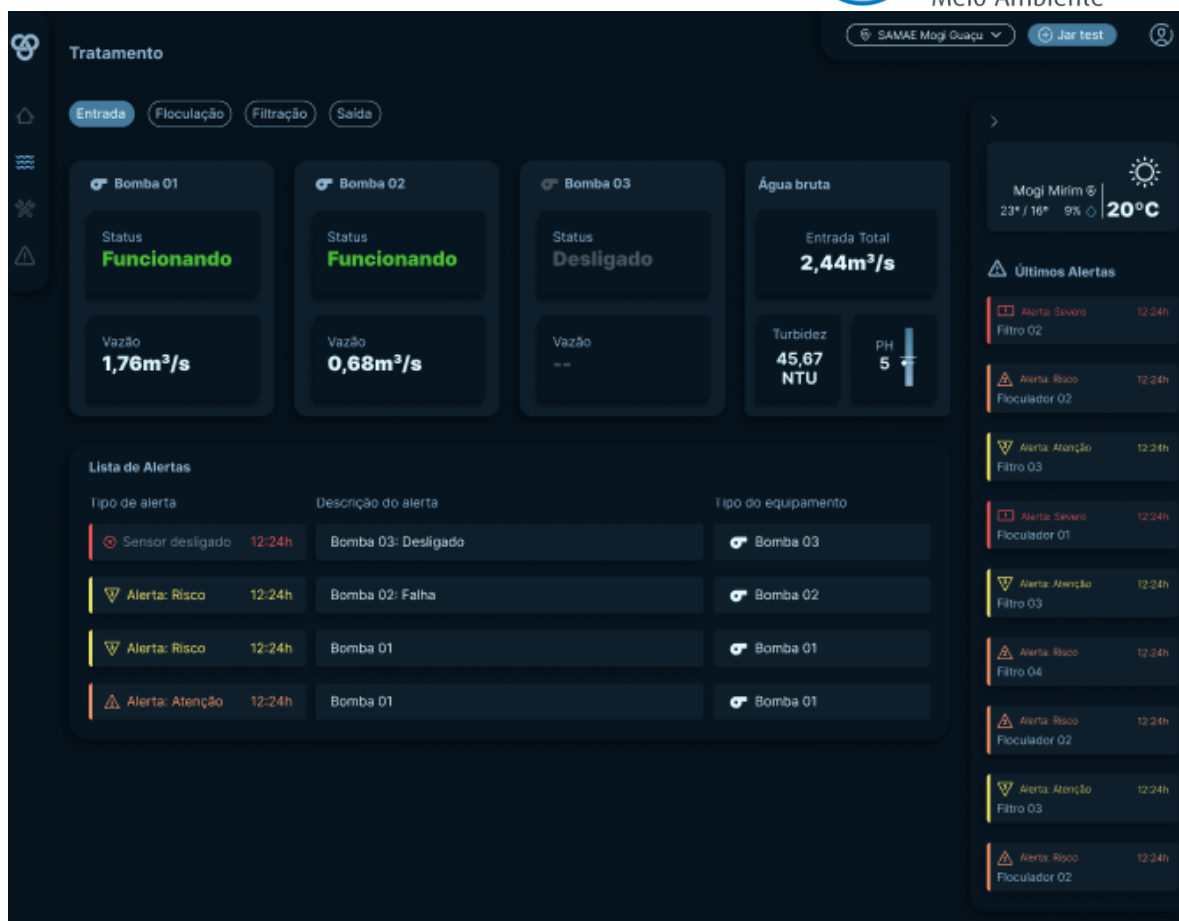 Meio Ambiente
SAMAE Mogi Guaçu
Jar test
Tratamento
Entrada
Floculação
Filtração
Saída
Bomba 01
Status
Funcionando
Vazão
1,76m³/s
Bomba 02
Status
Funcionando
Vazão
0,68m³/s
Bomba 03
Status
Desligado
Vazão
--
Água bruta
Entrada Total
2,44m³/s
Turbidez
45,67
NTU
PH
5
Mogi Mirim
23° / 16° 9%
20°C
Últimos Alertas
Alerta: Severo 12:24h
Filtro 02
Alerta: Risco 12:24h
Floculador 02
Alerta: Atenção 12:24h
Filtro 03
Alerta: Severo 12:24h
Floculador 01
Alerta: Atenção 12:24h
Filtro 03
Alerta: Risco 12:24h
Filtro 04
Alerta: Risco 12:24h
Floculador 02
Alerta: Atenção 12:24h
Filtro 03
Alerta: Risco 12:24h
Floculador 02
Lista de Alertas
Tipo de alerta Descrição do alerta Tipo do equipamento
Sensor desligado 12:24h Bomba 03: Desligado Bomba 03
Alerta: Risco 12:24h Bomba 02: Falha Bomba 02
Alerta: Risco 12:24h Bomba 01 Bomba 01
Alerta: Atenção 12:24h Bomba 01 Bomba 01